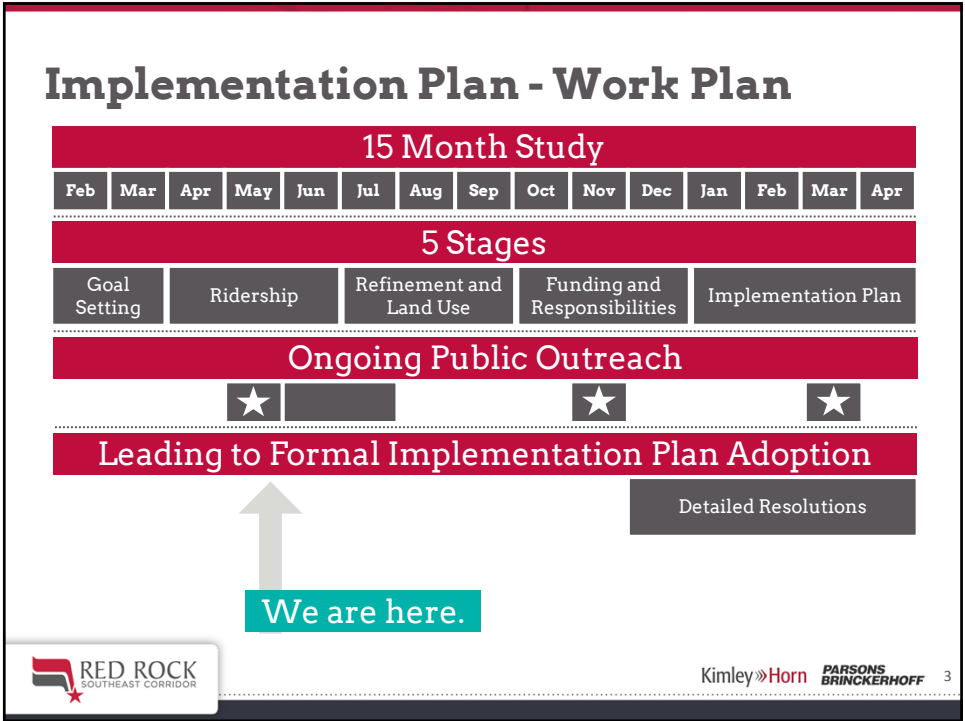 Implementation Plan - Work Plan
15 Month Study
Feb Mar Apr May Jun Jul Aug Sep Oct Nov Dec Jan Feb Mar Apr
5 Stages
Goal
Setting
Ridership
Refinement and
Land Use
Funding and
Responsibilities
Implementation Plan
Ongoing Public Outreach
Leading to Formal Implementation Plan Adoption
Detailed Resolutions
We are here.
RED ROCK
SOUTHEAST CORRIDOR
Kimley»Horn
PARSONS
BRINCKERHOFF
3